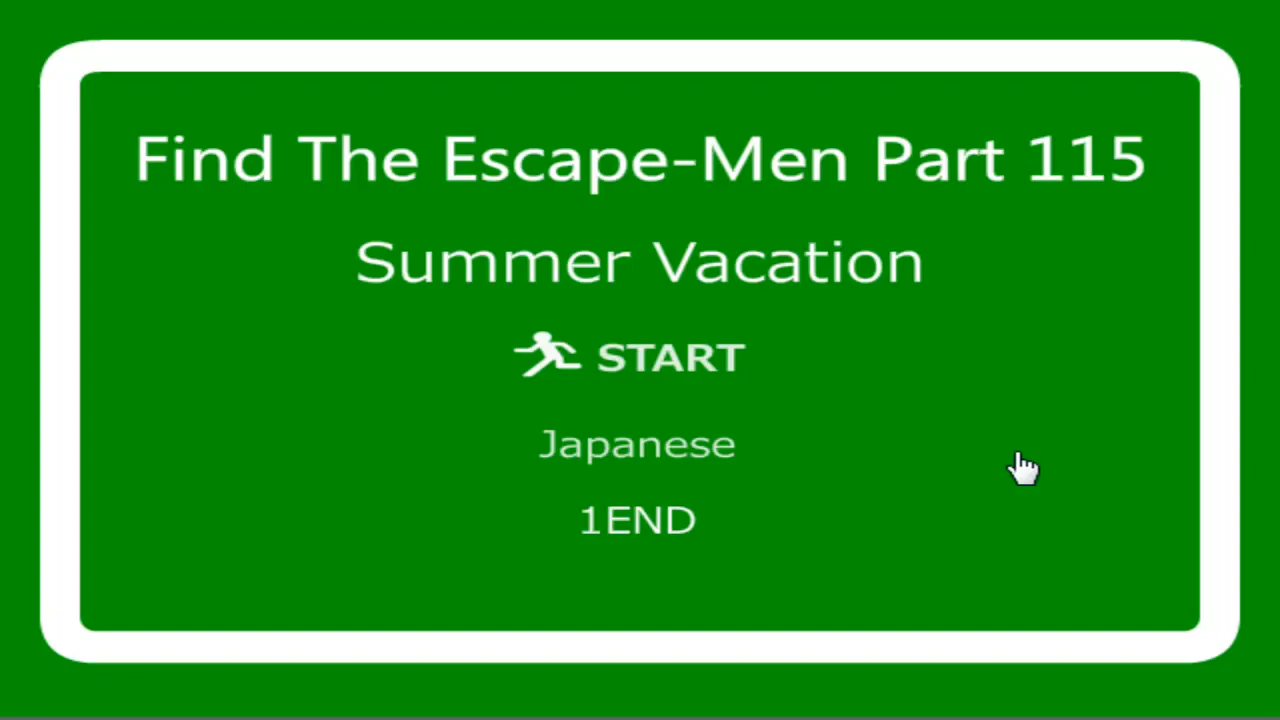 Find The Escape-Men Part 115
Summer Vacation
START
Japanese
1END